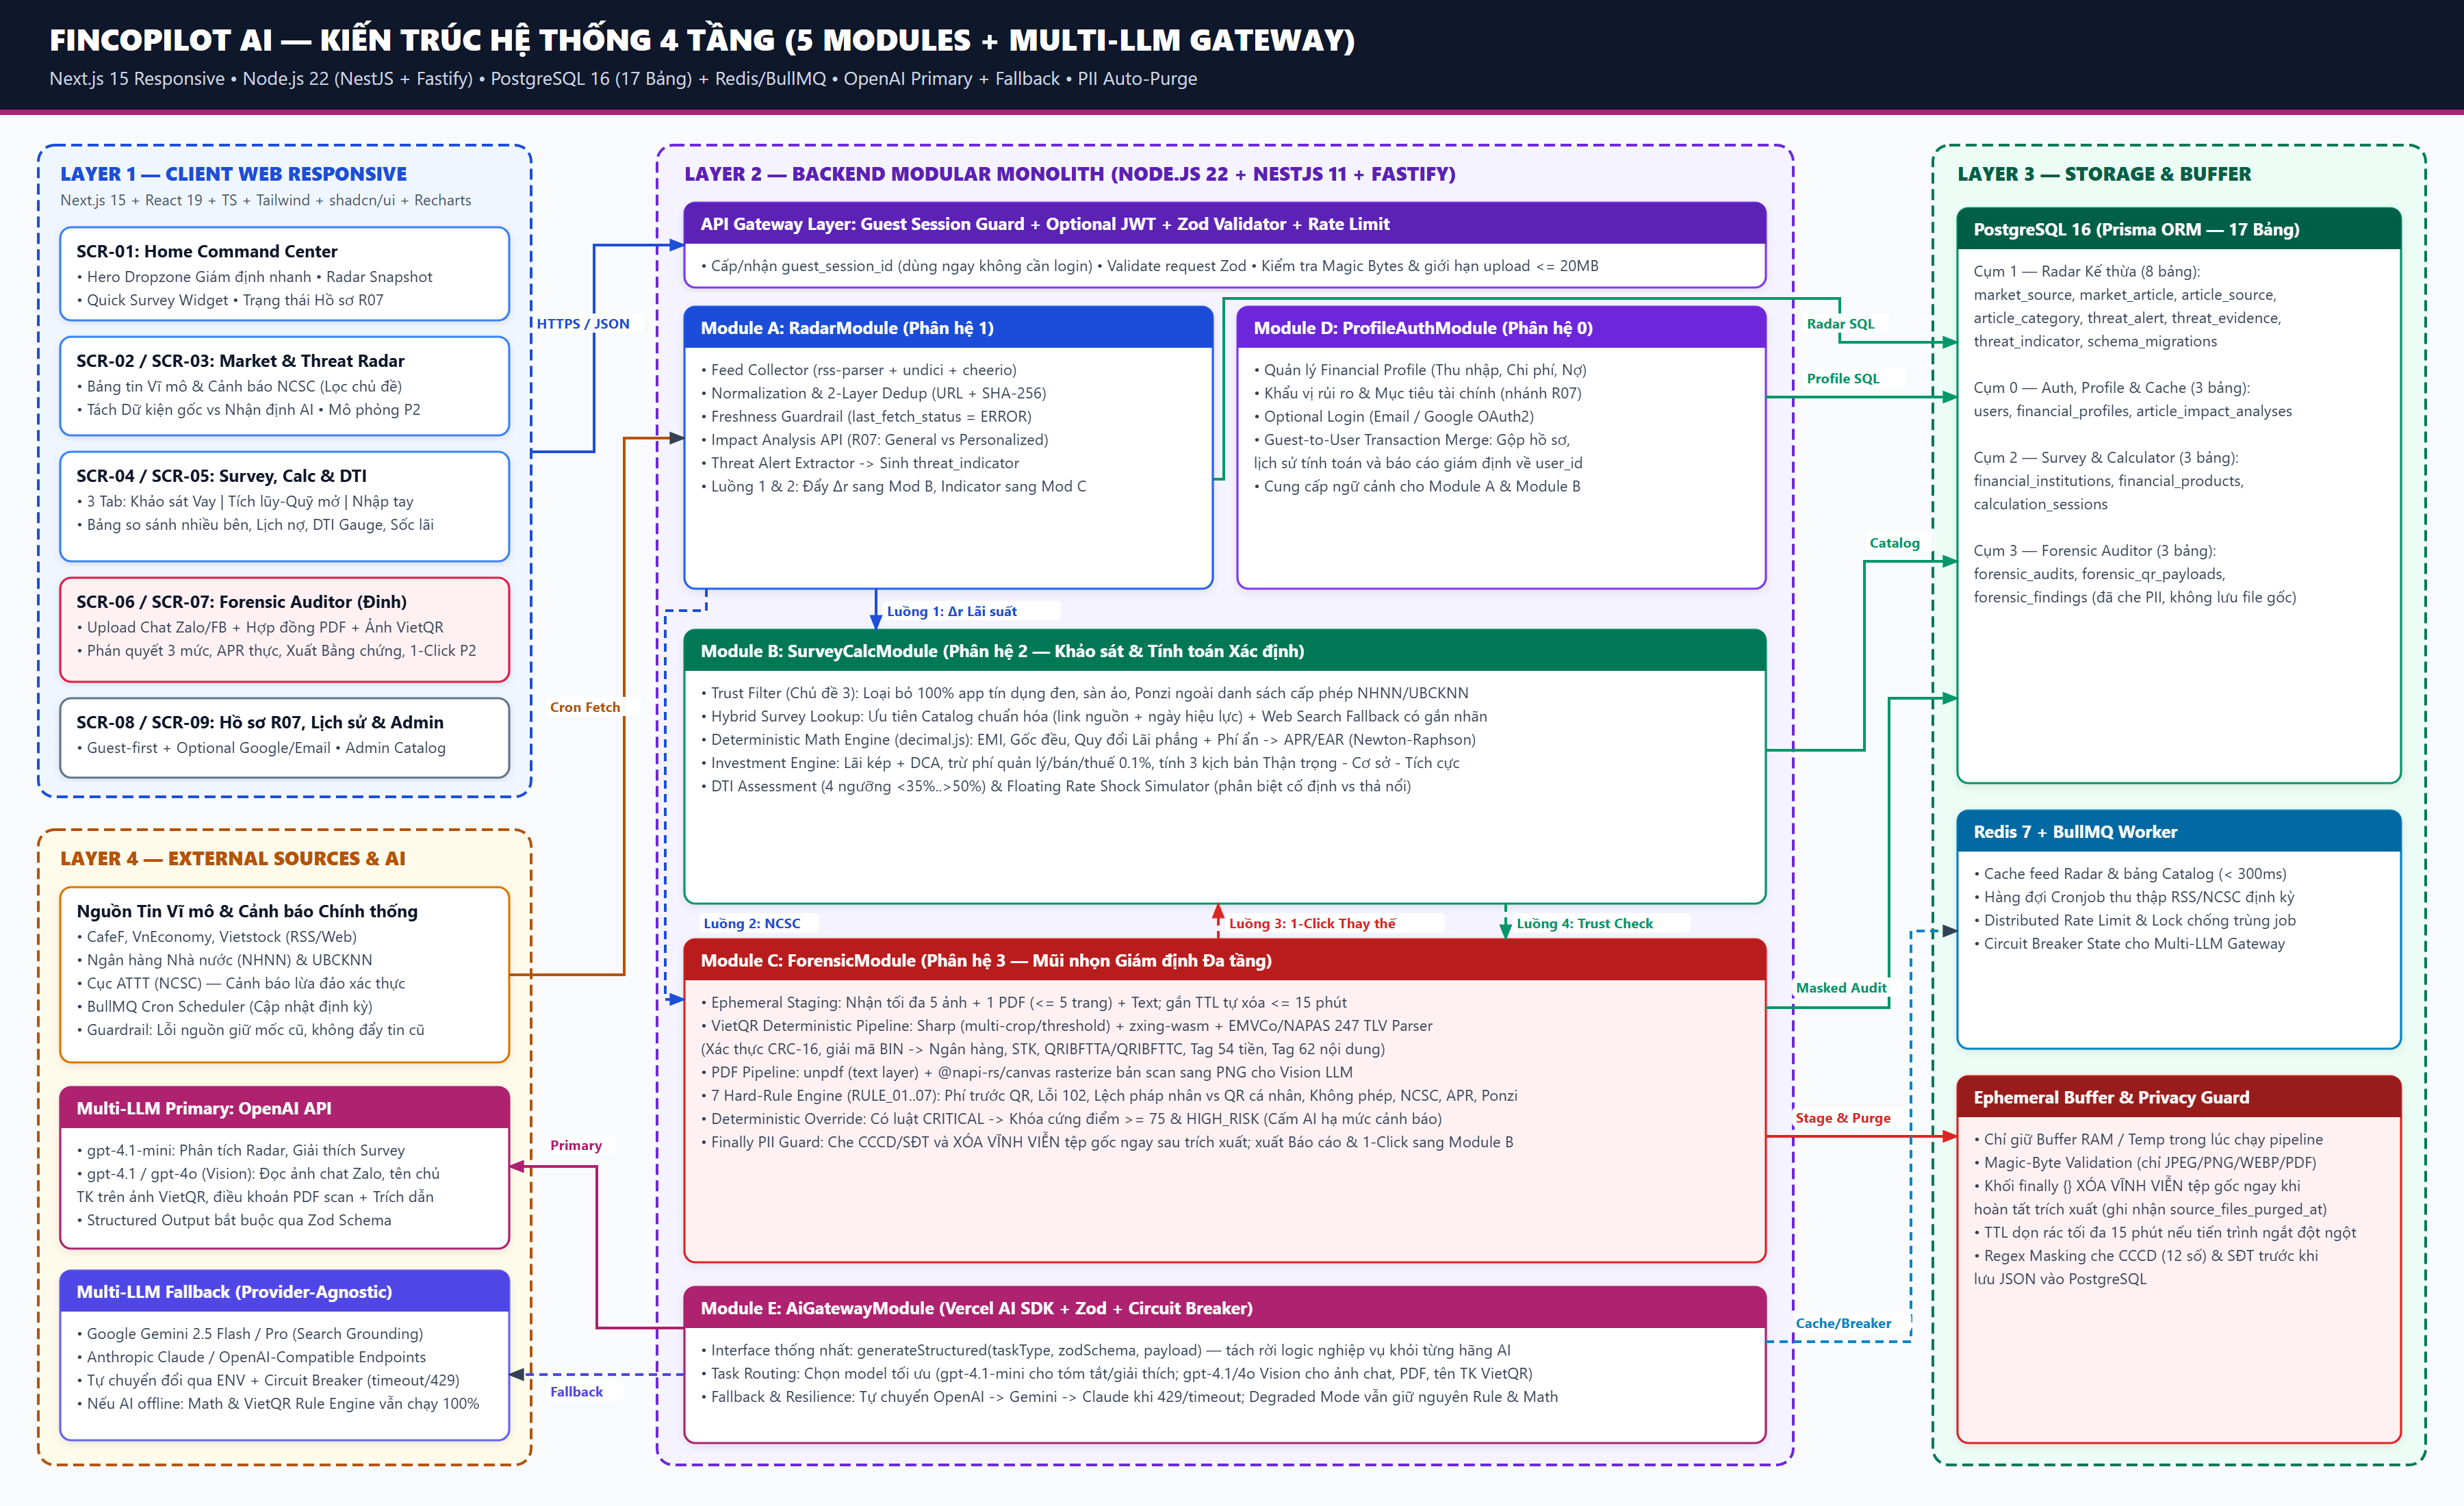 FINCOPILOT AI — KIẾN TRÚC HỆ THỐNG 4 TẦNG (5 MODULES + MULTI-LLM GATEWAY)
Next.js 15 Responsive • Node.js 22 (NestJS + Fastify) • PostgreSQL 16 (17 Bảng) + Redis/BullMQ • OpenAI Primary + Fallback • PII Auto-Purge
LAYER 1 — CLIENT WEB RESPONSIVE
Next.js 15 + React 19 + TS + Tailwind + shadcn/ui + Recharts
SCR-01: Home Command Center
• Hero Dropzone Giám định nhanh • Radar Snapshot
• Quick Survey Widget • Trạng thái Hồ sơ R07
SCR-02 / SCR-03: Market & Threat Radar
• Bảng tin Vĩ mô & Cảnh báo NCSC (Lọc chủ đề)
• Tách Dữ kiện gốc vs Nhận định AI • Mô phỏng P2
SCR-04 / SCR-05: Survey, Calc & DTI
• 3 Tab: Khảo sát Vay | Tích lũy-Quỹ mở | Nhập tay
• Bảng so sánh nhiều bên, Lịch nợ, DTI Gauge, Sốc lãi
SCR-06 / SCR-07: Forensic Auditor (Đinh)
• Upload Chat Zalo/FB + Hợp đồng PDF + Ảnh VietQR
• Phán quyết 3 mức, APR thực, Xuất Bằng chứng, 1-Click P2
SCR-08 / SCR-09: Hồ sơ R07, Lịch sử & Admin
• Guest-first + Optional Google/Email • Admin Catalog
LAYER 4 — EXTERNAL SOURCES & AI
Nguồn Tin Vĩ mô & Cảnh báo Chính thống
• CafeF, VnEconomy, Vietstock (RSS/Web)
• Ngân hàng Nhà nước (NHNN) & UBCKNN
• Cục ATTT (NCSC) — Cảnh báo lừa đảo xác thực
• BullMQ Cron Scheduler (Cập nhật định kỳ)
• Guardrail: Lỗi nguồn giữ mốc cũ, không đẩy tin cũ
Multi-LLM Primary: OpenAI API
• gpt-4.1-mini: Phân tích Radar, Giải thích Survey
• gpt-4.1 / gpt-4o (Vision): Đọc ảnh chat Zalo, tên chủ
TK trên ảnh VietQR, điều khoản PDF scan + Trích dẫn
• Structured Output bắt buộc qua Zod Schema
Multi-LLM Fallback (Provider-Agnostic)
• Google Gemini 2.5 Flash / Pro (Search Grounding)
• Anthropic Claude / OpenAI-Compatible Endpoints
• Tự chuyển đổi qua ENV + Circuit Breaker (timeout/429)
• Nếu AI offline: Math & VietQR Rule Engine vẫn chạy 100%
HTTPS / JSON
Cron Fetch
Primary
Fallback
LAYER 2 — BACKEND MODULAR MONOLITH (NODE.JS 22 + NESTJS 11 + FASTIFY)
API Gateway Layer: Guest Session Guard + Optional JWT + Zod Validator + Rate Limit
• Cấp/nhận guest_session_id (dùng ngay không cần login) • Validate request Zod • Kiểm tra Magic Bytes & giới hạn upload <= 20MB
Module A: RadarModule (Phân hệ 1)
• Feed Collector (rss-parser + undici + cheerio)
• Normalization & 2-Layer Dedup (URL + SHA-256)
• Freshness Guardrail (last_fetch_status = ERROR)
• Impact Analysis API (R07: General vs Personalized)
• Threat Alert Extractor -> Sinh threat_indicator
• Luồng 1 & 2: Đẩy Δr sang Mod B, Indicator sang Mod C
Module D: ProfileAuthModule (Phân hệ 0)
• Quản lý Financial Profile (Thu nhập, Chi phí, Nợ)
• Khẩu vị rủi ro & Mục tiêu tài chính (nhánh R07)
• Optional Login (Email / Google OAuth2)
• Guest-to-User Transaction Merge: Gộp hồ sơ,
lịch sử tính toán và báo cáo giám định về user_id
• Cung cấp ngữ cảnh cho Module A & Module B
Luồng 1: Δr Lãi suất
Module B: SurveyCalcModule (Phân hệ 2 — Khảo sát & Tính toán Xác định)
• Trust Filter (Chủ đề 3): Loại bỏ 100% app tín dụng đen, sàn ảo, Ponzi ngoài danh sách cấp phép NHNN/UBCKNN
• Hybrid Survey Lookup: Ưu tiên Catalog chuẩn hóa (link nguồn + ngày hiệu lực) + Web Search Fallback có gắn nhãn
• Deterministic Math Engine (decimal.js): EMI, Gốc đều, Quy đổi Lãi phẳng + Phí ẩn -> APR/EAR (Newton-Raphson)
• Investment Engine: Lãi kép + DCA, trừ phí quản lý/bán/thuế 0.1%, tính 3 kịch bản Thận trọng - Cơ sở - Tích cực
• DTI Assessment (4 ngưỡng <35%..>50%) & Floating Rate Shock Simulator (phân biệt cố định vs thả nổi)
Luồng 2: NCSC
Luồng 3: 1-Click Thay thế
Luồng 4: Trust Check
Module C: ForensicModule (Phân hệ 3 — Mũi nhọn Giám định Đa tầng)
• Ephemeral Staging: Nhận tối đa 5 ảnh + 1 PDF (<= 5 trang) + Text; gắn TTL tự xóa <= 15 phút
• VietQR Deterministic Pipeline: Sharp (multi-crop/threshold) + zxing-wasm + EMVCo/NAPAS 247 TLV Parser
(Xác thực CRC-16, giải mã BIN -> Ngân hàng, STK, QRIBFTTA/QRIBFTTC, Tag 54 tiền, Tag 62 nội dung)
• PDF Pipeline: unpdf (text layer) + @napi-rs/canvas rasterize bản scan sang PNG cho Vision LLM
• 7 Hard-Rule Engine (RULE_01..07): Phí trước QR, Lỗi 102, Lệch pháp nhân vs QR cá nhân, Không phép, NCSC, APR, Ponzi
• Deterministic Override: Có luật CRITICAL -> Khóa cứng điểm >= 75 & HIGH_RISK (Cấm AI hạ mức cảnh báo)
• Finally PII Guard: Che CCCD/SĐT và XÓA VĨNH VIỄN tệp gốc ngay sau trích xuất; xuất Báo cáo & 1-Click sang Module B
Module E: AiGatewayModule (Vercel AI SDK + Zod + Circuit Breaker)
• Interface thống nhất: generateStructured(taskType, zodSchema, payload) — tách rời logic nghiệp vụ khỏi từng hãng AI
• Task Routing: Chọn model tối ưu (gpt-4.1-mini cho tóm tắt/giải thích; gpt-4.1/4o Vision cho ảnh chat, PDF, tên TK VietQR)
• Fallback & Resilience: Tự chuyển OpenAI -> Gemini -> Claude khi 429/timeout; Degraded Mode vẫn giữ nguyên Rule & Math
Radar SQL
Profile SQL
Catalog
Masked Audit
Stage & Purge
Cache/Breaker
LAYER 3 — STORAGE & BUFFER
PostgreSQL 16 (Prisma ORM — 17 Bảng)
Cụm 1 — Radar Kế thừa (8 bảng):
market_source, market_article, article_source,
article_category, threat_alert, threat_evidence,
threat_indicator, schema_migrations
Cụm 0 — Auth, Profile & Cache (3 bảng):
users, financial_profiles, article_impact_analyses
Cụm 2 — Survey & Calculator (3 bảng):
financial_institutions, financial_products,
calculation_sessions
Cụm 3 — Forensic Auditor (3 bảng):
forensic_audits, forensic_qr_payloads,
forensic_findings (đã che PII, không lưu file gốc)
Redis 7 + BullMQ Worker
• Cache feed Radar & bảng Catalog (< 300ms)
• Hàng đợi Cronjob thu thập RSS/NCSC định kỳ
• Distributed Rate Limit & Lock chống trùng job
• Circuit Breaker State cho Multi-LLM Gateway
Ephemeral Buffer & Privacy Guard
• Chỉ giữ Buffer RAM / Temp trong lúc chạy pipeline
• Magic-Byte Validation (chỉ JPEG/PNG/WEBP/PDF)
• Khối finally {} XÓA VĨNH VIỄN tệp gốc ngay khi
hoàn tất trích xuất (ghi nhận source_files_purged_at)
• TTL dọn rác tối đa 15 phút nếu tiến trình ngắt đột ngột
• Regex Masking che CCCD (12 số) & SĐT trước khi
lưu JSON vào PostgreSQL